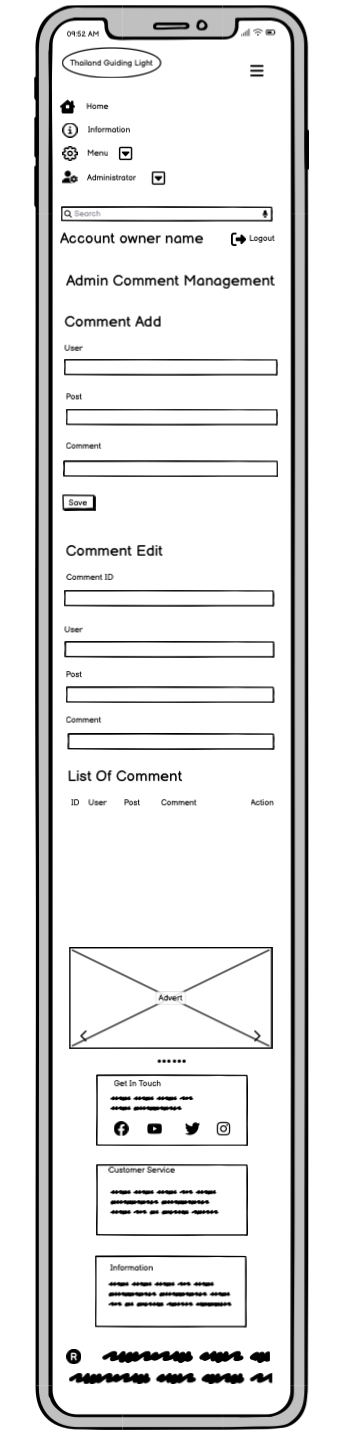 09:52 AM
Thailand Guiding Light
Home
Information
Menu
Administrator
Search
Account owner name
Logout
Admin Comment Management
Comment Add
User
Post
Comment
Save
Comment Edit
Comment ID
User
Post
Comment
List Of Comment
ID User Post Comment Action
Advert
Get In Touch
Customer Service
Information
R